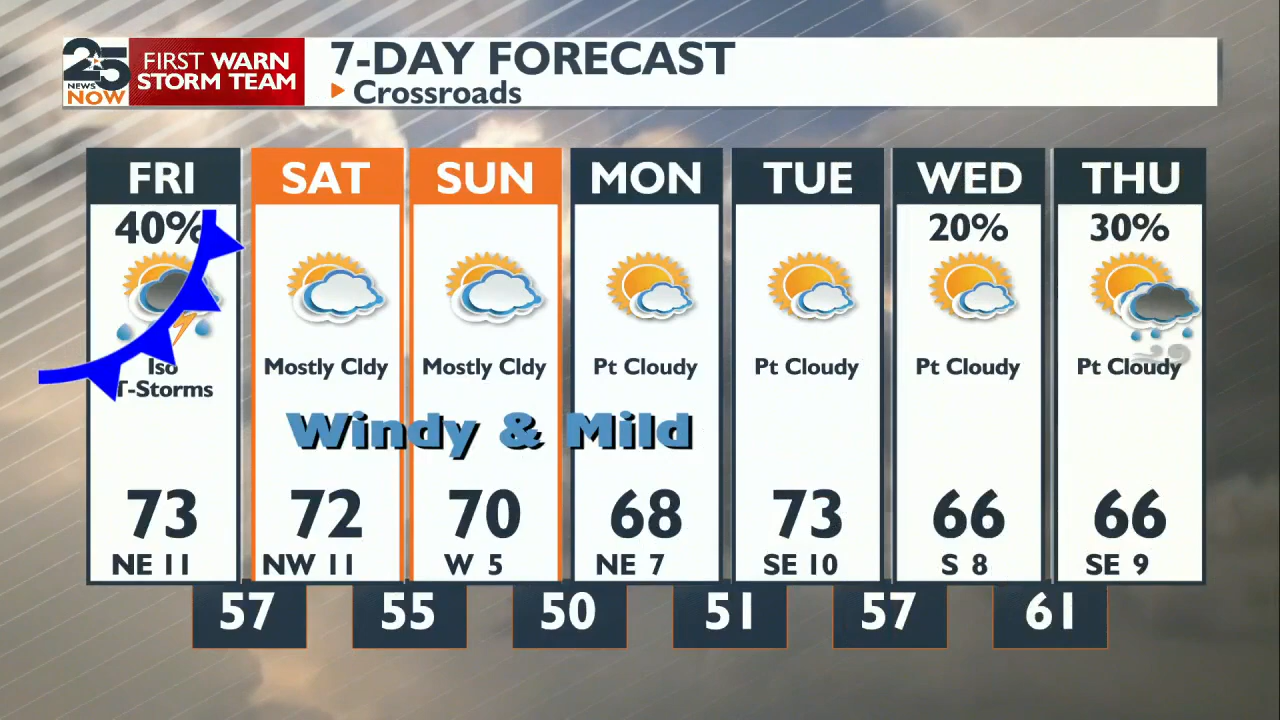 25
NEWS
NOW
FIRST WARN
STORM TEAM
7-DAY FORECAST
Crossroads
FRI
40%
Iso
T-Storms
73
NE 11
SAT
Mostly Cldy
72
NW 11
SUN
Mostly Cldy
70
W 5
MON
Pt Cloudy
68
NE 7
TUE
Pt Cloudy
73
SE 10
WED
20%
Pt Cloudy
66
S 8
THU
30%
Pt Cloudy
66
SE 9
Windy & Mild
57
55
50
51
57
61